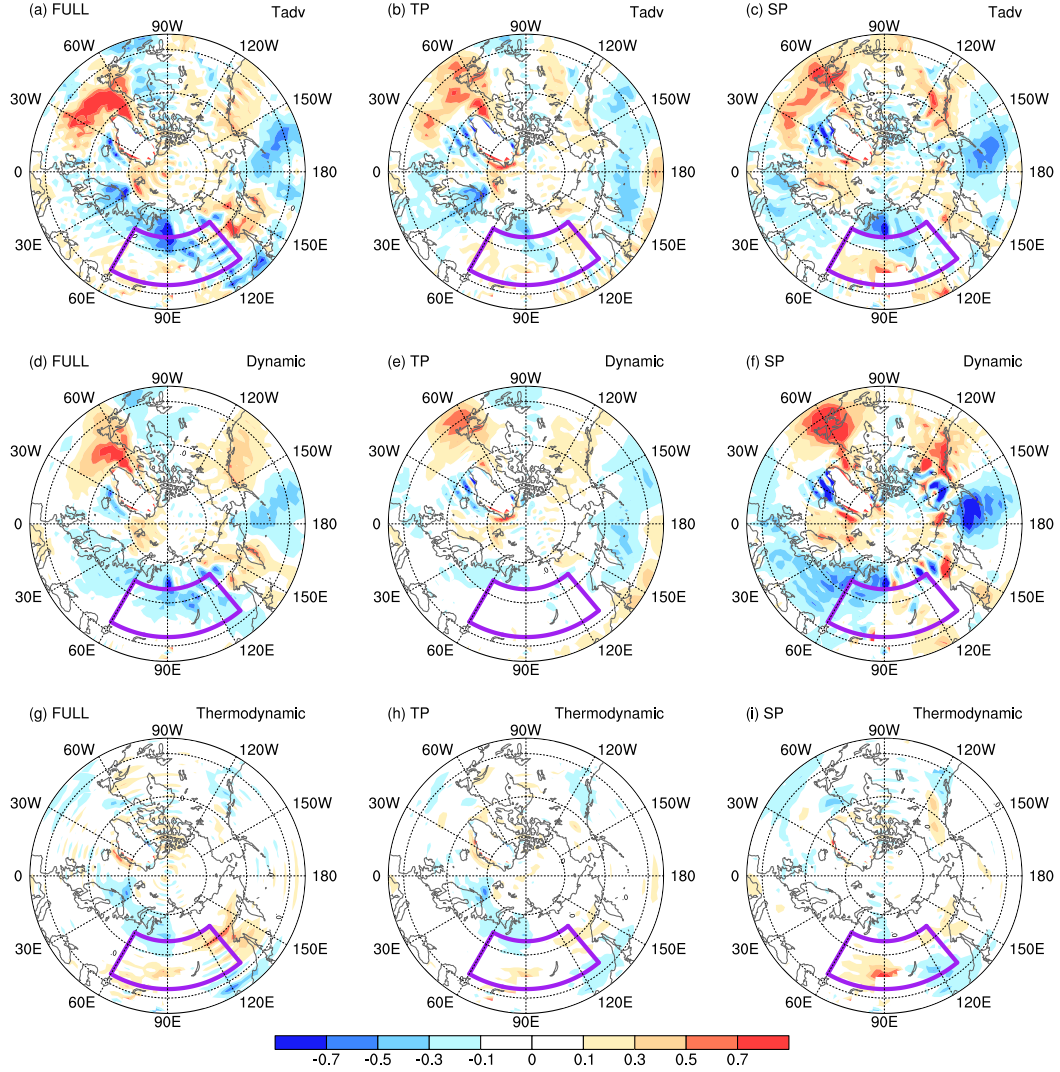 (a) FULL Tadv (b) TP Tadv (c) SP Tadv
90W 90W 90W
60W 120W 60W 120W 60W 120W
30W 150W 30W 150W 30W 150W
0 180 0 180 0 180
30E 150E 30E 150E 30E 150E
60E 120E 60E 120E 60E 120E
90E 90E 90E
(d) FULL Dynamic (e) TP Dynamic (f) SP Dynamic
90W 90W 90W
60W 120W 60W 120W 60W 120W
30W 150W 30W 150W 30W 150W
0 180 0 180 0 180
30E 150E 30E 150E 30E 150E
60E 120E 60E 120E 60E 120E
90E 90E 90E
(g) FULL Thermodynamic (h) TP Thermodynamic (i) SP Thermodynamic
90W 90W 90W
60W 120W 60W 120W 60W 120W
30W 150W 30W 150W 30W 150W
0 180 0 180 0 180
30E 150E 30E 150E 30E 150E
60E 120E 60E 120E 60E 120E
90E 90E 90E
-0.7 -0.5 -0.3 -0.1 0 0.1 0.3 0.5 0.7